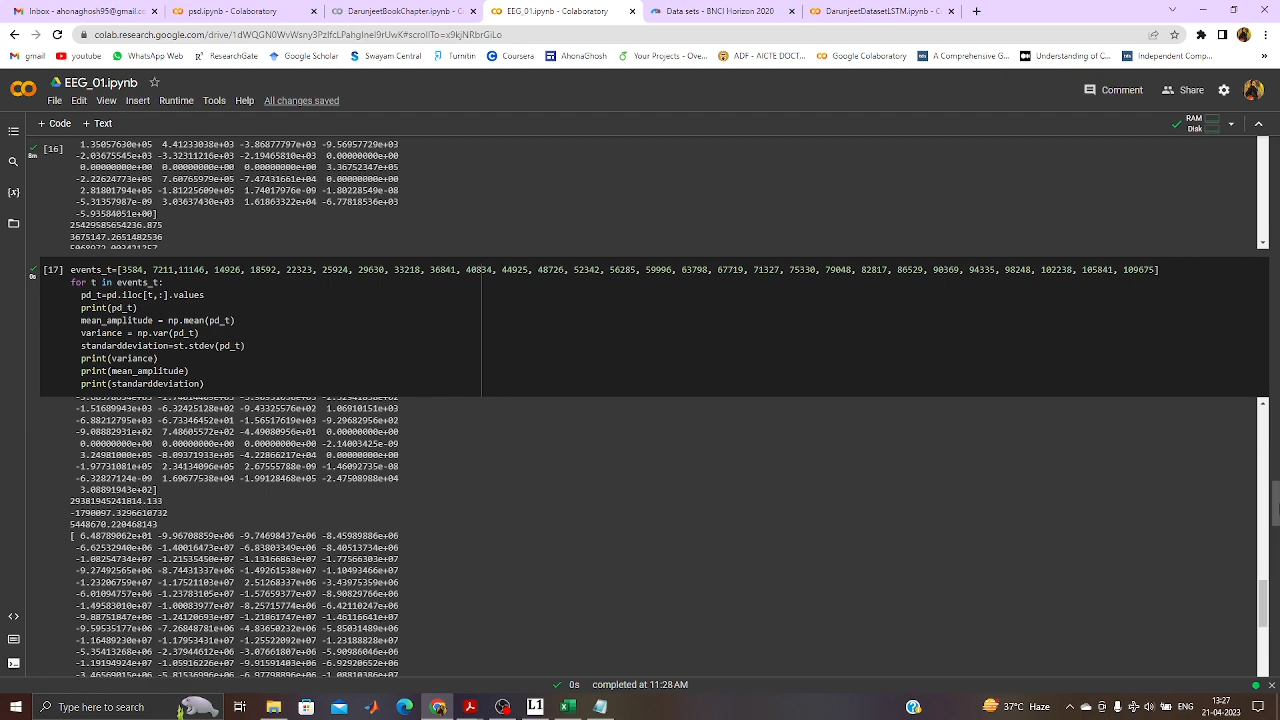 Inbox - ahonaghosh95@gmail.co
psd.ipynb - Colaboratory
DarunjeetBookChapter.ipynb - C
EEG_01.ipynb - Colaboratory
Data sets - BNCI Horizon 2020
DarunjeetDatasetLSTM.ipynb - C
gmail
youtube
WhatsApp
ResearchGate
Google Scholar
Swayam Central
Turnitin
Coursera
AhonaGhosh
Your Projects - Ove...
ADF - AICTE DOCT...
Google Colaboratory
A Comprehensive G...
Understanding of C...
Independent Comp...
EEG_01.ipynb
File Edit View Insert Runtime Tools Help All changes saved
Comment
Share
+ Code + Text
RAM
Disk
[16]
8m
1.35057630e+05 4.41233038e+03 -3.86877797e+03 -9.56957729e+03
-2.03675545e+03 -3.32311216e+03 -2.19465810e+03 0.00000000e+00
0.00000000e+00 0.00000000e+00 0.00000000e+00 3.36752347e+05
-2.22624773e+05 7.60765979e+05 -7.47431661e+04 0.00000000e+00
2.81801794e+05 -1.81225609e+05 1.74017976e-09 -1.80228549e-08
-5.31357987e-09 3.03637430e+03 1.61863322e+04 -6.77818536e+03
-5.93584051e+00]
25429585654236.875
3675147.2651482536
5068972.003421357
[17] events_t=[3584, 7211,11146, 14926, 18592, 22323, 25924, 29630, 33218, 36841, 40834, 44925, 48726, 52342, 56285, 59996, 63798, 67719, 71327, 75330, 79048, 82817, 86529, 90369, 94335, 98248, 102238, 105841, 109675]
0s
for t in events_t:
pd_t=pd.iloc[t,:].values
print(pd_t)
mean_amplitude = np.mean(pd_t)
variance = np.var(pd_t)
standarddeviation=st.stdev(pd_t)
print(variance)
print(mean_amplitude)
print(standarddeviation)
-1.51689943e+03 -6.32425128e+02 -9.43325576e+02 1.06910151e+03
-6.88212175e+03 -6.73346452e+01 -1.56517619e+03 -9.29682956e+02
-9.08882931e+02 7.48605572e+02 -4.49080956e+01 0.00000000e+00
0.00000000e+00 0.00000000e+00 0.00000000e+00 -2.14003425e-09
3.24981000e+05 -8.09371933e+05 -4.22866217e+04 0.00000000e+00
-1.97731081e+05 2.34134096e+05 2.67555788e-09 -1.46092735e-08
-6.32827124e-09 1.69677538e+04 -1.99128468e+05 -2.47508988e+04
3.08891943e+02]
29381945241814.133
-1790097.3296610732
5448670.220468143
[ 6.48789062e+01 -9.96708859e+06 -9.74698437e+06 -8.45989886e+06
-6.62532940e+06 -1.40016473e+07 -6.83803349e+06 -8.40513734e+06
-1.08254734e+07 -1.21535450e+07 -1.13166863e+07 -1.77566303e+07
-9.27492565e+06 -8.74431337e+06 -1.49261538e+07 -1.10493466e+07
-1.23206759e+07 -1.17521103e+07 2.51268337e+07 -3.43975359e+06
-6.01094757e+06 -1.23783105e+07 -1.57659377e+07 -8.90829766e+06
-1.49583010e+07 -1.00083977e+07 -8.25715774e+06 -6.42110247e+06
-9.88751847e+06 -1.24120693e+07 -1.21861747e+07 -1.46116641e+07
-9.59535177e+06 -7.26848781e+06 -4.83650232e+06 -5.85031489e+06
-1.16489230e+07 -1.17953431e+07 -1.25522092e+07 -1.23188828e+07
-5.35413268e+06 -2.37944612e+06 -3.07661807e+06 -5.90986046e+06
-1.19194924e+07 -1.05916226e+07 -9.91591403e+06 -6.92920652e+06
0s completed at 11:28 AM
Type here to search
L1
37°C Haze
ENG
13:27
21-04-2023